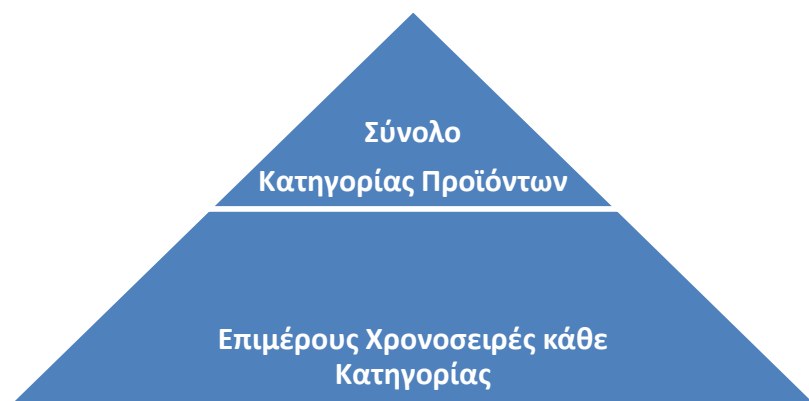 Σύνολο
Κατηγορίας Προϊόντων
Επιμέρους Χρονοσειρές κάθε
Κατηγορίας